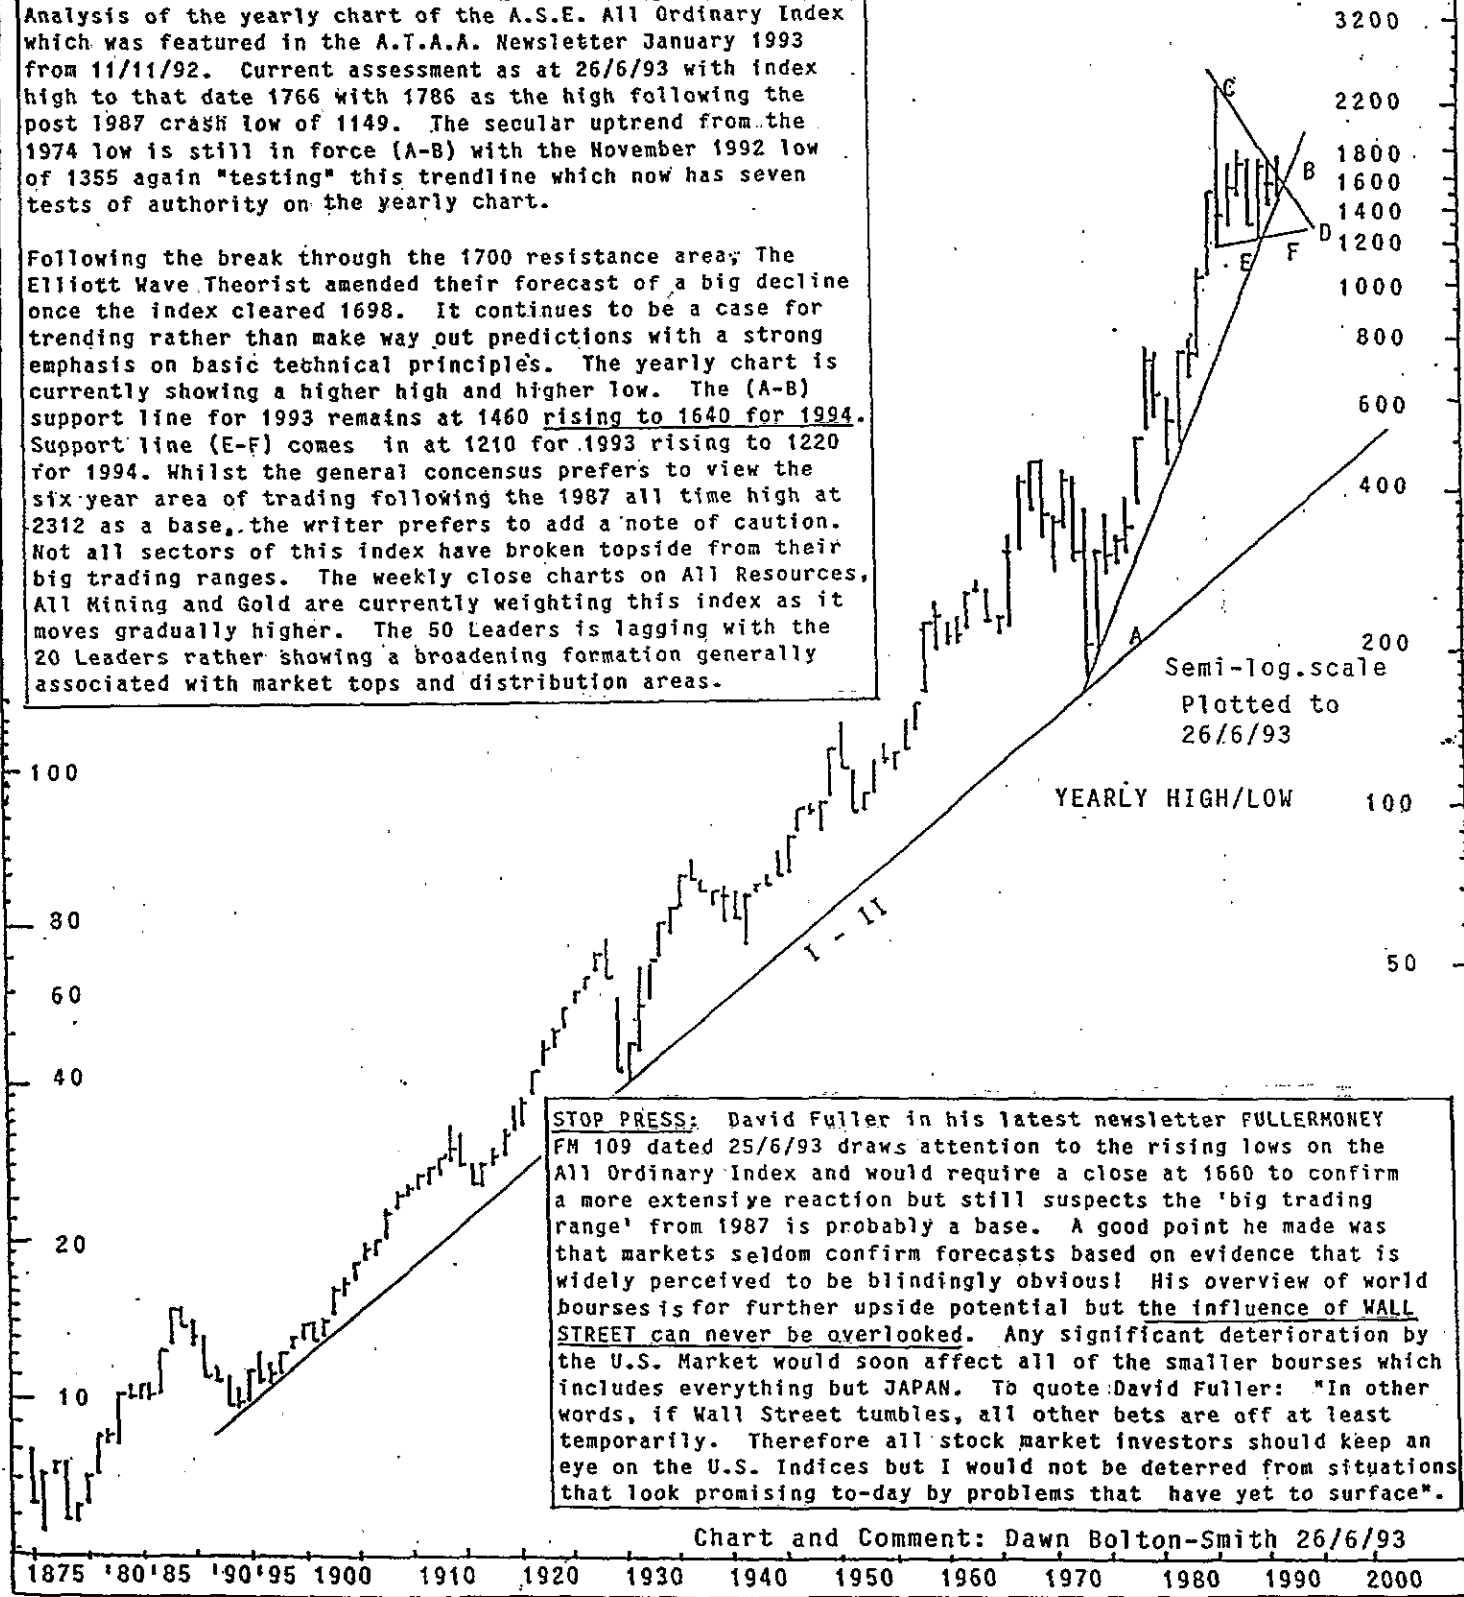 Analysis of the yearly chart of the A.S.E. All Ordinary Index
which was featured in the A.T.A.A. Newsletter January 1993
from 11/11/92. Current assessment as at 26/6/93 with index
high to that date 1766 with 1786 as the high following the
post 1987 crash low of 1149. The secular uptrend from the
1974 low is still in force (A-B) with the November 1992 low
of 1355 again "testing" this trendline which now has seven
tests of authority on the yearly chart.
Following the break through the 1700 resistance area, The
Elliott Wave Theorist amended their forecast of a big decline
once the index cleared 1698. It continues to be a case for
trending rather than make way out predictions with a strong
emphasis on basic technical principles. The yearly chart is
currently showing a higher high and higher low. The (A-B)
support line for 1993 remains at 1460 rising to 1640 for 1994.
Support line (E-F) comes in at 1210 for 1993 rising to 1220
for 1994. Whilst the general concensus prefers to view the
six year area of trading following the 1987 all time high at
2312 as a base, the writer prefers to add a note of caution.
Not all sectors of this index have broken topside from their
big trading ranges. The weekly close charts on All Resources,
All Mining and Gold are currently weighting this index as it
moves gradually higher. The 50 Leaders is lagging with the
20 Leaders rather showing a broadening formation generally
associated with market tops and distribution areas.
3200
2200
1800
1600
1400
1200
1000
800
600
400
200
100
50
C
B
D
E
F
A
Semi-log.scale
Plotted to
26/6/93
YEARLY HIGH/LOW
I - II
100
80
60
40
20
10
STOP PRESS: David Fuller in his latest newsletter FULLERMONEY
FM 109 dated 25/6/93 draws attention to the rising lows on the
All Ordinary Index and would require a close at 1660 to confirm
a more extensive reaction but still suspects the 'big trading
range' from 1987 is probably a base. A good point he made was
that markets seldom confirm forecasts based on evidence that is
widely perceived to be blindingly obvious! His overview of world
bourses is for further upside potential but the influence of WALL
STREET can never be overlooked. Any significant deterioration by
the U.S. Market would soon affect all of the smaller bourses which
includes everything but JAPAN. To quote David Fuller: "In other
words, if Wall Street tumbles, all other bets are off at least
temporarily. Therefore all stock market investors should keep an
eye on the U.S. Indices but I would not be deterred from situations
that look promising to-day by problems that have yet to surface".
Chart and Comment: Dawn Bolton-Smith 26/6/93
1875 '80 '85 '90 '95 1900 1910 1920 1930 1940 1950 1960 1970 1980 1990 2000